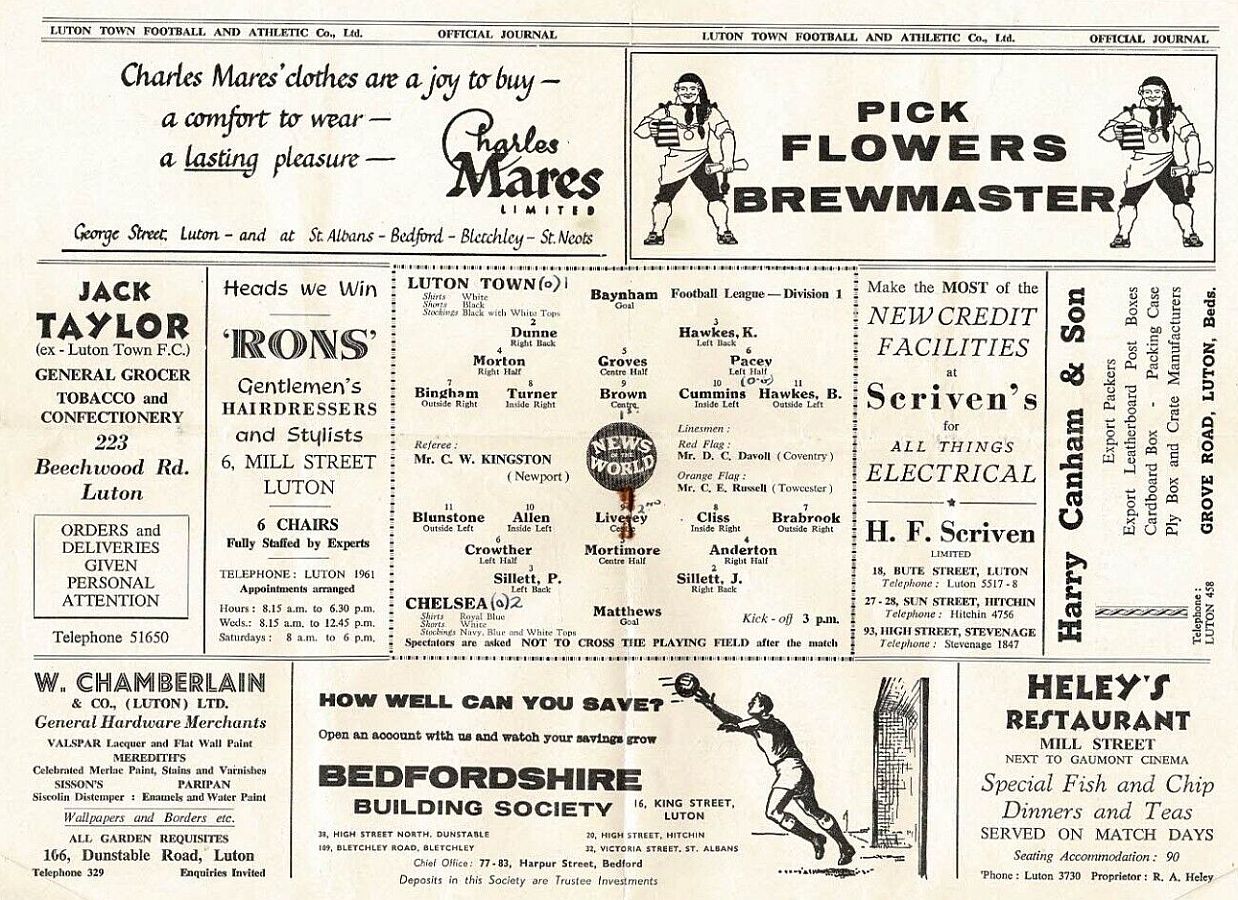 LUTON TOWN FOOTBALL AND ATHLETIC Co., Ltd. OFFICIAL JOURNAL
LUTON TOWN FOOTBALL AND ATHLETIC Co., Ltd. OFFICIAL JOURNAL
Charles Mares' clothes are a joy to buy —
a comfort to wear —
a lasting pleasure —
Charles
Mares
LIMITED
George Street, Luton - and at St. Albans - Bedford - Bletchley - St. Neots
PICK
FLOWERS
BREWMASTER
JACK
TAYLOR
(ex - Luton Town F.C.)
GENERAL GROCER
TOBACCO and
CONFECTIONERY
223
Beechwood Rd.
Luton
ORDERS and
DELIVERIES
GIVEN
PERSONAL
ATTENTION
Telephone 51650
Heads we Win
'RONS'
Gentlemen's
HAIRDRESSERS
and Stylists
6, MILL STREET
LUTON
6 CHAIRS
Fully Staffed by Experts
TELEPHONE: LUTON 1961
Appointments arranged
Hours: 8.15 a.m. to 6.30 p.m.
Weds.: 8.15 a.m. to 12.45 p.m.
Saturdays: 8 a.m. to 6 p.m.
LUTON TOWN (0) 1
Shirts White
Shorts Black
Stockings Black with White Tops
Baynham
Goal
Football League — Division 1
2 3
Dunne Hawkes, K.
Right Back Left Back
4 5 6
Morton Groves Pacey
Right Half Centre Half Left Half
7 8 9 10 (0-0) 11
Bingham Turner Brown Cummins Hawkes, B.
Outside Right Inside Right Centre Inside Left Outside Left
1st
Referee:
Mr. C. W. KINGSTON
(Newport)
NEWS
OF THE
WORLD
Linesmen:
Red Flag:
Mr. D. C. Davoll (Coventry)
Orange Flag:
Mr. C. E. Russell (Towcester)
2nd
11 10 8 7
Blunstone Allen Livesey Cliss Brabrook
Outside Left Inside Left Centre Inside Right Outside Right
6 5 4
Crowther Mortimore Anderton
Left Half Centre Half Right Half
3 2
Sillett, P. Sillett, J.
Left Back Right Back
CHELSEA (0) 2
Shirts Royal Blue
Shorts White
Stockings Navy, Blue and White Tops
Matthews
Goal
Kick - off 3 p.m.
Spectators are asked NOT TO CROSS THE PLAYING FIELD after the match
Make the MOST of the
NEW CREDIT
FACILITIES
at
Scriven's
for
ALL THINGS
ELECTRICAL
H. F. Scriven
LIMITED
18, BUTE STREET, LUTON
Telephone: Luton 5517 - 8
27 - 28, SUN STREET, HITCHIN
Telephone: Hitchin 4756
93, HIGH STREET, STEVENAGE
Telephone: Stevenage 1847
Harry Canham & Son
Export Packers
Export Leatherboard Post Boxes
Cardboard Box - Packing Case
Ply Box and Crate Manufacturers
GROVE ROAD, LUTON, Beds.
Telephone:
LUTON 458
W. CHAMBERLAIN
& CO., (LUTON) LTD.
General Hardware Merchants
VALSPAR Lacquer and Flat Wall Paint
MEREDITH'S
Celebrated Merlac Paint, Stains and Varnishes
SISSON'S PARIPAN
Siscolin Distemper : Enamels and Water Paint
Wallpapers and Borders etc.
ALL GARDEN REQUISITES
166, Dunstable Road, Luton
Telephone 329 Enquiries Invited
HOW WELL CAN YOU SAVE?
Open an account with us and watch your savings grow
BEDFORDSHIRE
BUILDING SOCIETY
16, KING STREET,
LUTON
38, HIGH STREET NORTH, DUNSTABLE 20, HIGH STREET, HITCHIN
109, BLETCHLEY ROAD, BLETCHLEY 32, VICTORIA STREET, ST. ALBANS
Chief Office: 77 - 83, Harpur Street, Bedford
Deposits in this Society are Trustee Investments
HELEY'S
RESTAURANT
MILL STREET
NEXT TO GAUMONT CINEMA
Special Fish and Chip
Dinners and Teas
SERVED ON MATCH DAYS
Seating Accommodation: 90
'Phone: Luton 3730 Proprietor: R. A. Heley